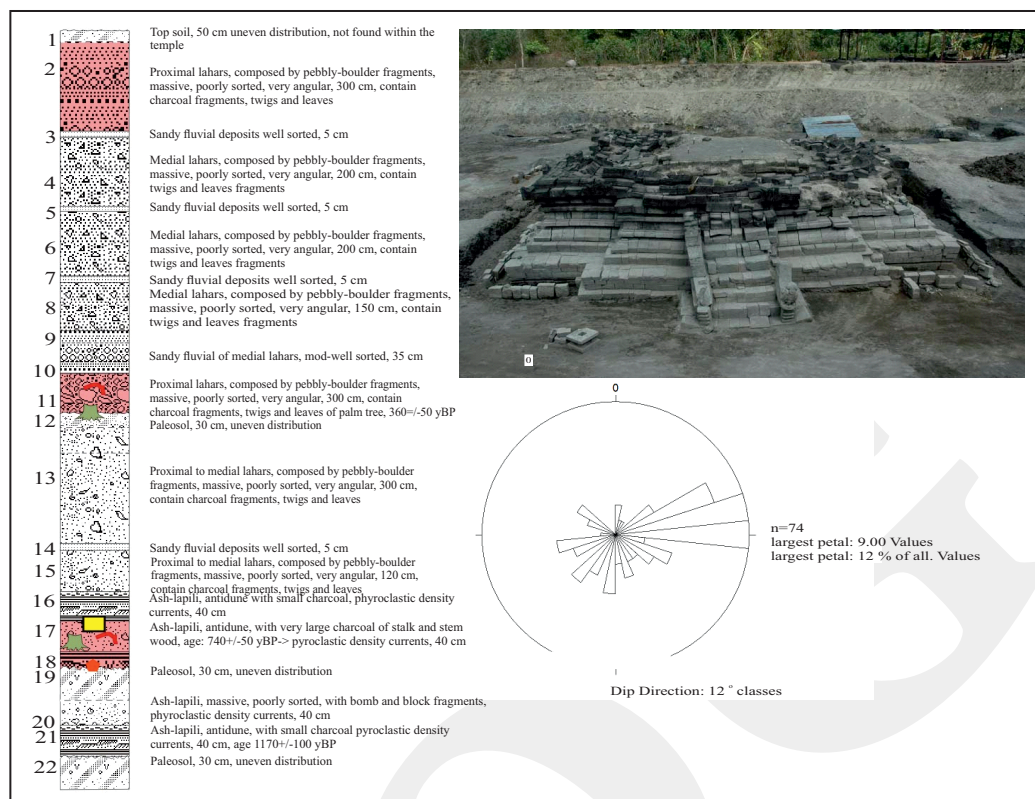 1
Top soil, 50 cm uneven distribution, not found within the
temple
2
Proximal lahars, composed by pebbly-boulder fragments,
massive, poorly sorted, very angular, 300 cm, contain
charcoal fragments, twigs and leaves
3
Sandy fluvial deposits well sorted, 5 cm
4
Medial lahars, composed by pebbly-boulder fragments,
massive, poorly sorted, very angular, 200 cm, contain
twigs and leaves fragments
5
Sandy fluvial deposits well sorted, 5 cm
6
Medial lahars, composed by pebbly-boulder fragments,
massive, poorly sorted, very angular, 200 cm, contain
twigs and leaves fragments
7
Sandy fluvial deposits well sorted, 5 cm
8
Medial lahars, composed by pebbly-boulder fragments,
massive, poorly sorted, very angular, 150 cm, contain
twigs and leaves fragments
9
Sandy fluvial of medial lahars, mod-well sorted, 35 cm
10
11
Proximal lahars, composed by pebbly-boulder fragments,
massive, poorly sorted, very angular, 300 cm, contain
charcoal fragments, twigs and leaves of palm tree, 360=/-50 yBP
12
Paleosol, 30 cm, uneven distribution
13
Proximal to medial lahars, composed by pebbly-boulder
fragments, massive, poorly sorted, very angular, 300 cm,
contain charcoal fragments, twigs and leaves
14
Sandy fluvial deposits well sorted, 5 cm
15
Proximal to medial lahars, composed by pebbly-boulder
fragments, massive, poorly sorted, very angular, 120 cm,
contain charcoal fragments, twigs and leaves
16
Ash-lapili, antidune with small charcoal, phyroclastic density
currents, 40 cm
17
Ash-lapili, antidune, with very large charcoal of stalk and stem
wood, age: 740+/-50 yBP-> pyroclastic density currents, 40 cm
18
19
Paleosol, 30 cm, uneven distribution
20
Ash-lapili, massive, poorly sorted, with bomb and block fragments,
phyroclastic density currents, 40 cm
21
Ash-lapili, antidune, with small charcoal pyroclastic density
currents, 40 cm, age 1170+/-100 yBP
22
Paleosol, 30 cm, uneven distribution
0
0
n=74
largest petal: 9.00 Values
largest petal: 12 % of all. Values
Dip Direction: 12 ° classes